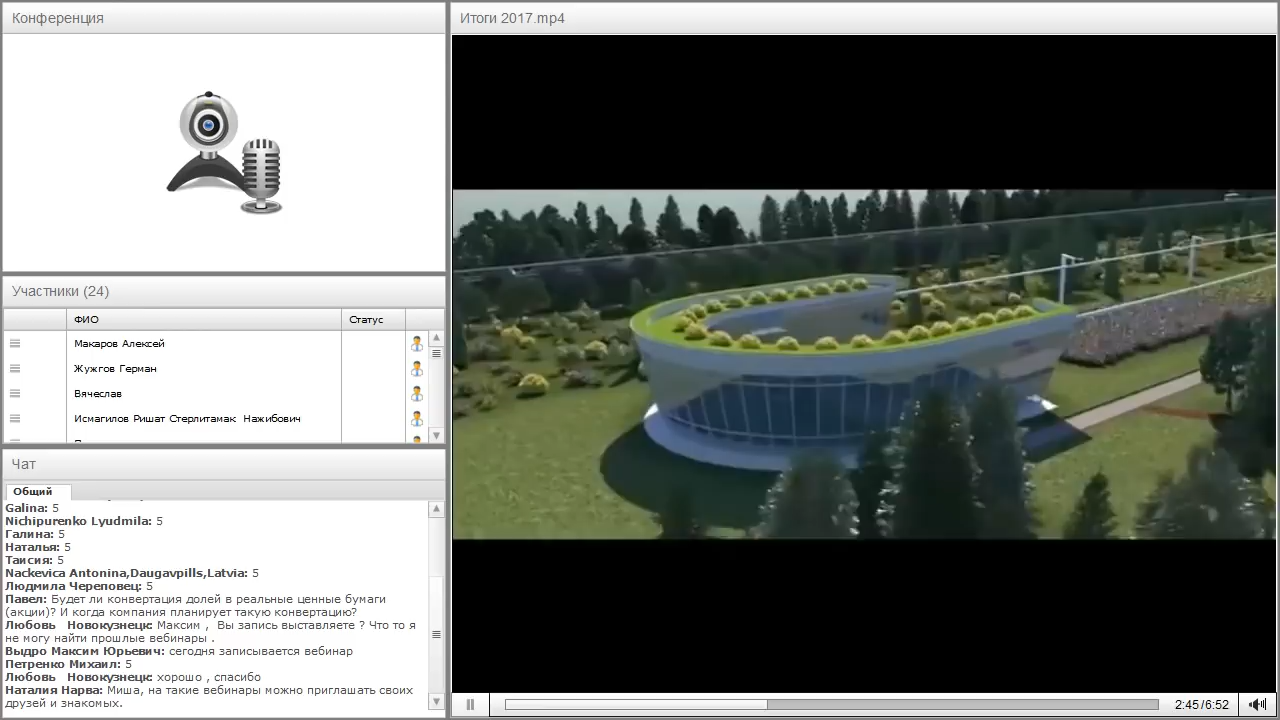 Конференция
Итоги 2017.mp4
Участники (24)
ФИО
Статус
Макаров Алексей
Жужгов Герман
Вячеслав
Исмагилов Ришат Стерлитамак Нажибович
Чат
Общий
Galina: 5
Nichipurenko Lyudmila: 5
Галина: 5
Наталья: 5
Таисия: 5
Nackevica Antonina,Daugavpills,Latvia: 5
Людмила Череповец: 5
Павел: Будет ли конвертация долей в реальные ценные бумаги
(акции)? И когда компания планирует такую конвертацию?
Любовь Новокузнецк: Максим , Вы запись выставляете ? Что то я
не могу найти прошлые вебинары .
Выдро Максим Юрьевич: сегодня записывается вебинар
Петренко Михаил: 5
Любовь Новокузнецк: хорошо , спасибо
Наталия Нарва: Миша, на такие вебинары можно приглашать своих
друзей и знакомых.
2:45/6:52